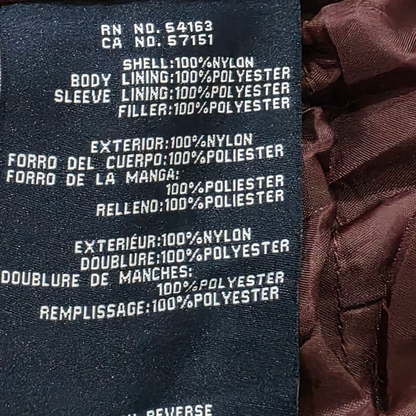 RN NO. 54163
CA NO. 57151
SHELL:100%NYLON
BODY LINING:100%POLYESTER
SLEEVE LINING:100%POLYESTER
FILLER:100%POLYESTER
EXTERIOR:100%NYLON
FORRO DEL CUERPO:100%POLIESTER
FORRO DE LA MANGA:
100%POLIESTER
RELLENO:100%POLIESTER
EXTERIEUR:100%NYLON
DOUBLURE:100%POLYESTER
DOUBLURE DE MANCHES:
100%POLYESTER
REMPLISSAGE:100%POLYESTER
REVERSE